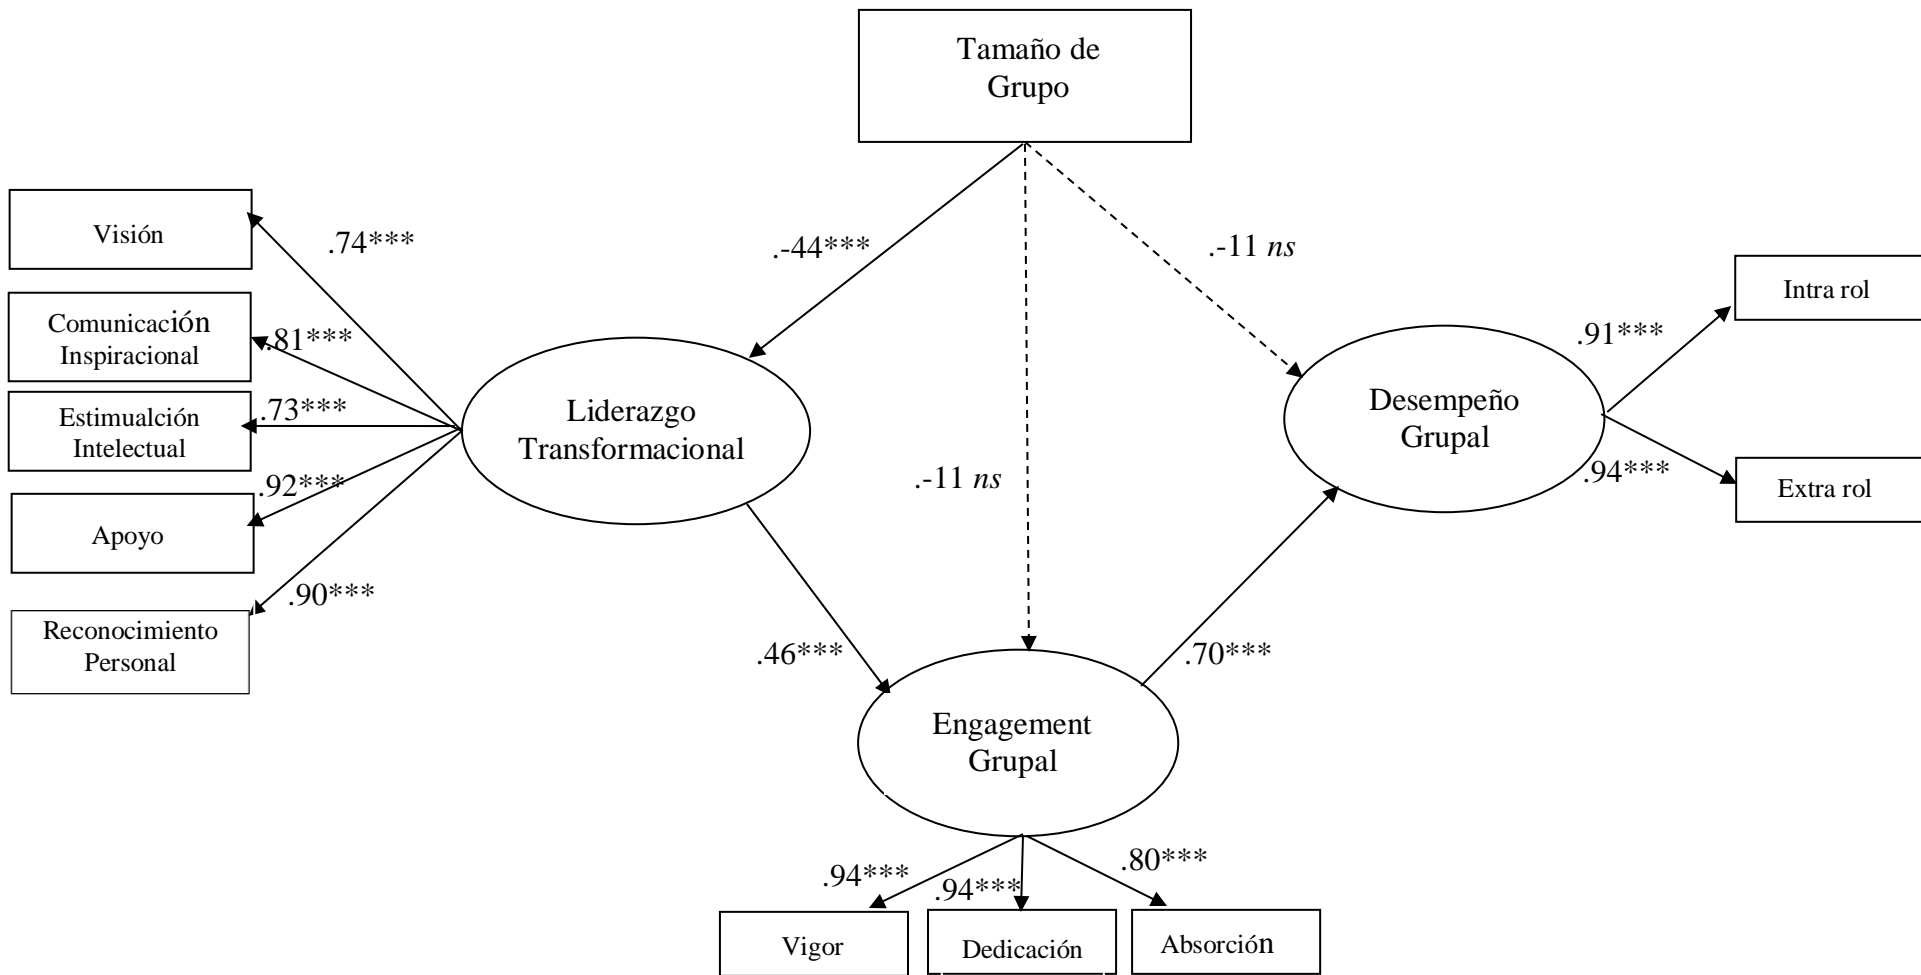 Tamaño de
Grupo
Visión
.74***
.-44***
.-11 ns
Intra rol
Comunicación
Inspiracional
.81***
.91***
Estimualción
Intelectual
.73***
Liderazgo
Transformacional
Desempeño
Grupal
.94***
Extra rol
.92***
Apoyo
.-11 ns
.90***
Reconocimiento
Personal
.46***
.70***
Engagement
Grupal
.94***
.94***
.80***
Vigor
Dedicación
Absorción